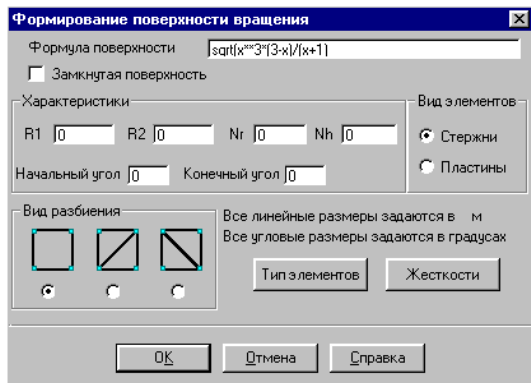 Формирование поверхности вращения
Формула поверхности sqrt(x**3*(3-x)/(x+1)
Замкнутая поверхность
Характеристики
R1 0 R2 0 Nr 0 Nh 0
Начальный угол 0 Конечный угол 0
Вид элементов
Стержни
Пластины
Вид разбиения
Все линейные размеры задаются в м
Все угловые размеры задаются в градусах
Тип элементов Жесткости
OK Отмена Справка